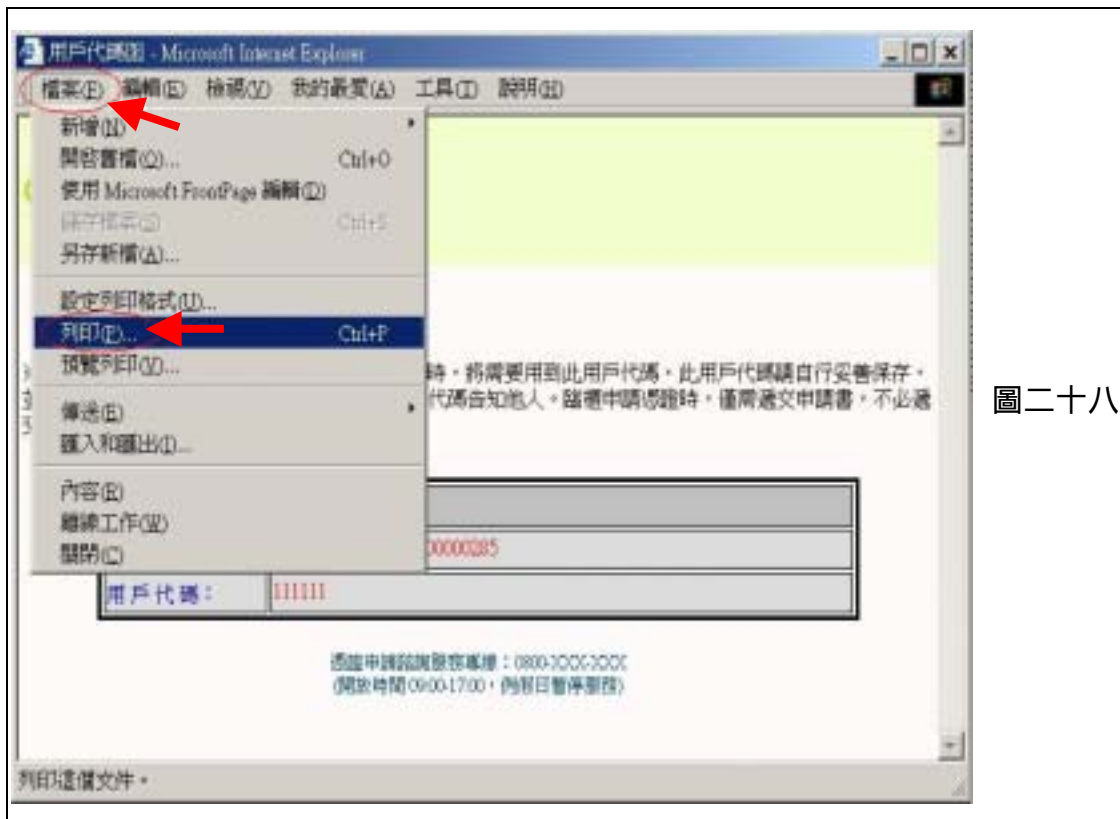 用戶代碼函 - Microsoft Internet Explorer
檔案(F) 編輯(E) 檢視(V) 我的最愛(A) 工具(T) 說明(H)
新增(N)
開啓舊檔(O)... Ctrl+O
使用 Microsoft FrontPage 編輯(D)
儲存檔案(S) Ctrl+S
另存新檔(A)...
設定列印格式(U)...
列印(P)... Ctrl+P
預覽列印(V)...
時，將需要用到此用戶代碼，此用戶代碼請自行妥善保存，
傳送(E)
代碼告知他人。臨櫃申請憑證時，僅需遞交申請書，不必遞
匯入和匯出(I)...
圖二十八
內容(R)
離線工作(W)
關閉(C)
00000285
用戶代碼： 111111
憑證申請諮詢服務專線：0800-XXX-XXX
(開放時間 09:00-17:00，例假日暫停服務)
列印這個文件。